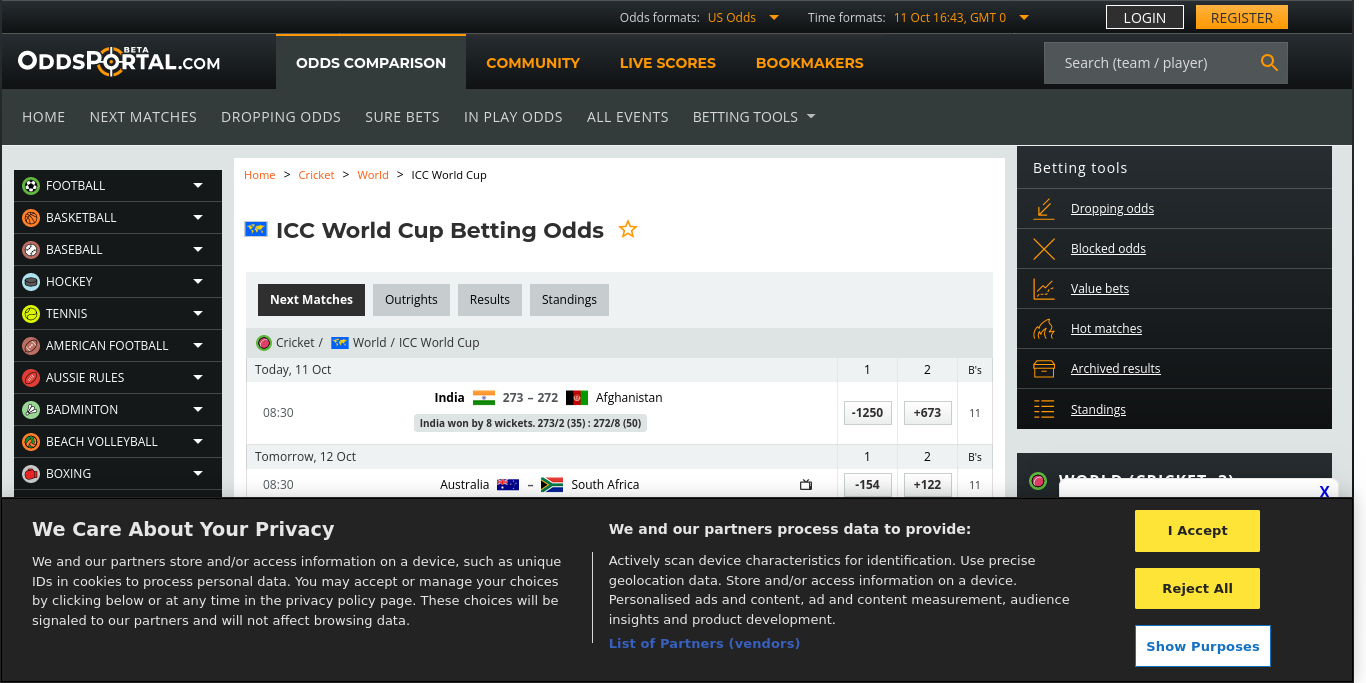 Odds formats: US Odds
Time formats: 11 Oct 16:43, GMT 0
LOGIN
REGISTER
BETA
ODDSPORTAL.COM
ODDS COMPARISON
COMMUNITY
LIVE SCORES
BOOKMAKERS
Search (team / player)
HOME
NEXT MATCHES
DROPPING ODDS
SURE BETS
IN PLAY ODDS
ALL EVENTS
BETTING TOOLS
FOOTBALL
BASKETBALL
BASEBALL
HOCKEY
TENNIS
AMERICAN FOOTBALL
AUSSIE RULES
BADMINTON
BEACH VOLLEYBALL
BOXING
Home > Cricket > World > ICC World Cup
ICC World Cup Betting Odds
Next Matches
Outrights
Results
Standings
Cricket / World / ICC World Cup
Today, 11 Oct 1 2 B's
08:30 India 273 – 272 Afghanistan -1250 +673 11
India won by 8 wickets. 273/2 (35) : 272/8 (50)
Tomorrow, 12 Oct 1 2 B's
08:30 Australia – South Africa -154 +122 11
Betting tools
Dropping odds
Blocked odds
Value bets
Hot matches
Archived results
Standings
X
We Care About Your Privacy
We and our partners store and/or access information on a device, such as unique
IDs in cookies to process personal data. You may accept or manage your choices
by clicking below or at any time in the privacy policy page. These choices will be
signaled to our partners and will not affect browsing data.
We and our partners process data to provide:
Actively scan device characteristics for identification. Use precise
geolocation data. Store and/or access information on a device.
Personalised ads and content, ad and content measurement, audience
insights and product development.
List of Partners (vendors)
I Accept
Reject All
Show Purposes